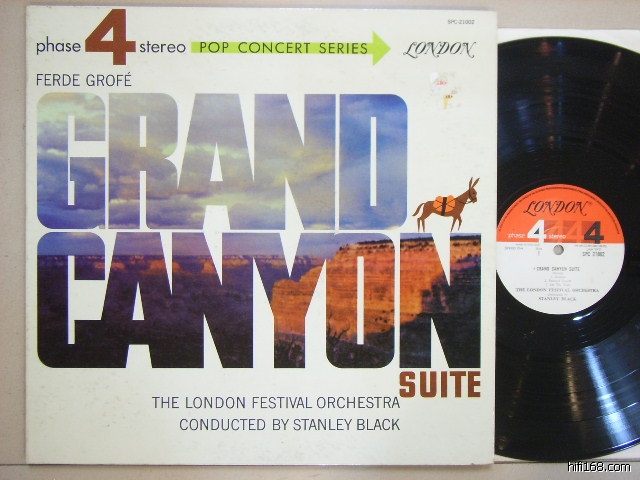 SPC 21002
phase 4 stereo POP CONCERT SERIES LONDON
FERDE GROFÉ
GRAND
CANYON
SUITE
THE LONDON FESTIVAL ORCHESTRA
CONDUCTED BY STANLEY BLACK
LONDON
phase 4 stereo 4
SPC 21002
GRAND CANYON SUITE
THE LONDON FESTIVAL ORCHESTRA
STANLEY BLACK
hifi168.com